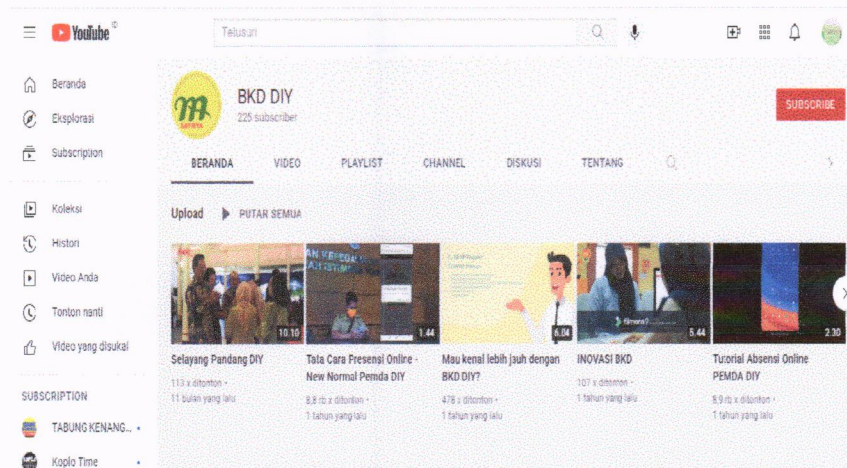 YouTube ID
Telusuri
Beranda
Eksplorasi
Subscription
Koleksi
Histori
Video Anda
Tonton nanti
Video yang disukai
SUBSCRIPTION
TABUNG KENANG...
Koplo Time
BKD DIY
225 subscriber
SUBSCRIBE
BERANDA VIDEO PLAYLIST CHANNEL DISKUSI TENTANG
Upload PUTAR SEMUA
10.10
1.44
6.04
filmora
5.44
2.30
Selayang Pandang DIY
113 x ditonton •
11 bulan yang lalu
Tata Cara Presensi Online -
New Normal Pemda DIY
8,8 rb x ditonton •
1 tahun yang lalu
Mau kenal lebih jauh dengan
BKD DIY?
478 x ditonton •
1 tahun yang lalu
INOVASI BKD
107 x ditonton •
1 tahun yang lalu
Tutorial Absensi Online
PEMDA DIY
8,9 rb x ditonton •
1 tahun yang lalu